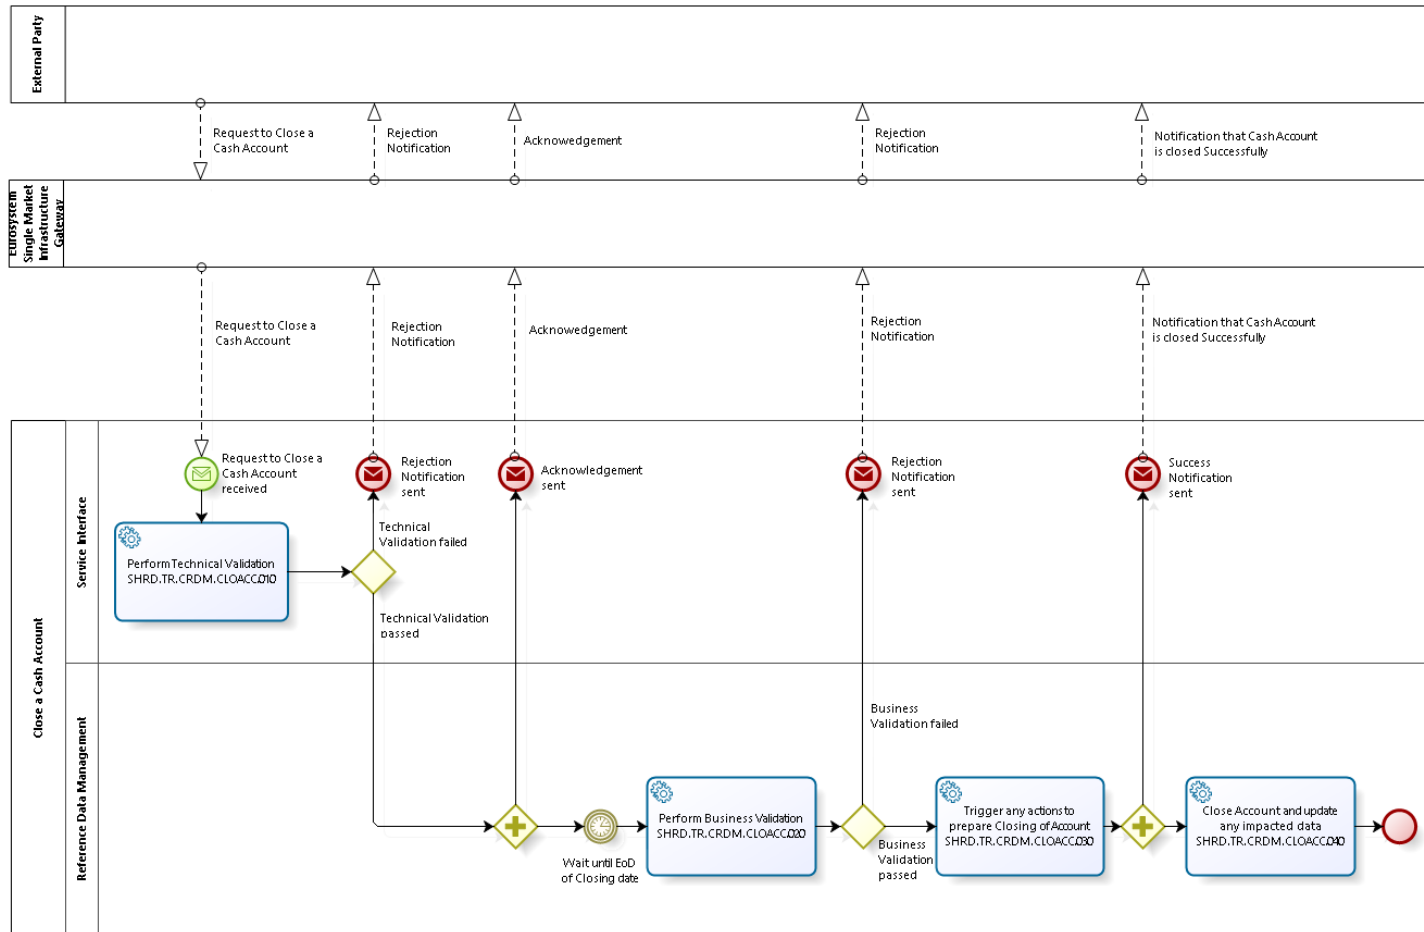 External Party
Request to Close a
Cash Account
Rejection
Notification
Acknowedgement
Rejection
Notification
Notification that Cash Account
is closed Successfully
Eurosystem
Single Market
Infrastructure
Gateway
Request to Close a
Cash Account
Rejection
Notification
Acknowedgement
Rejection
Notification
Notification that Cash Account
is closed Successfully
Close a Cash Account
Service Interface
Request to Close a
Cash Account
received
Rejection
Notification
sent
Acknowledgement
sent
Rejection
Notification
sent
Success
Notification
sent
Technical
Validation failed
Perform Technical Validation
SHRD.TR.CRDM.CLOACC.010
Technical Validation
passed
Reference Data Management
Business
Validation failed
Wait until EoD
of Closing date
Perform Business Validation
SHRD.TR.CRDM.CLOACC.020
Business
Validation
passed
Trigger any actions to
prepare Closing of Account
SHRD.TR.CRDM.CLOACC.030
Close Account and update
any impacted data
SHRD.TR.CRDM.CLOACC.040